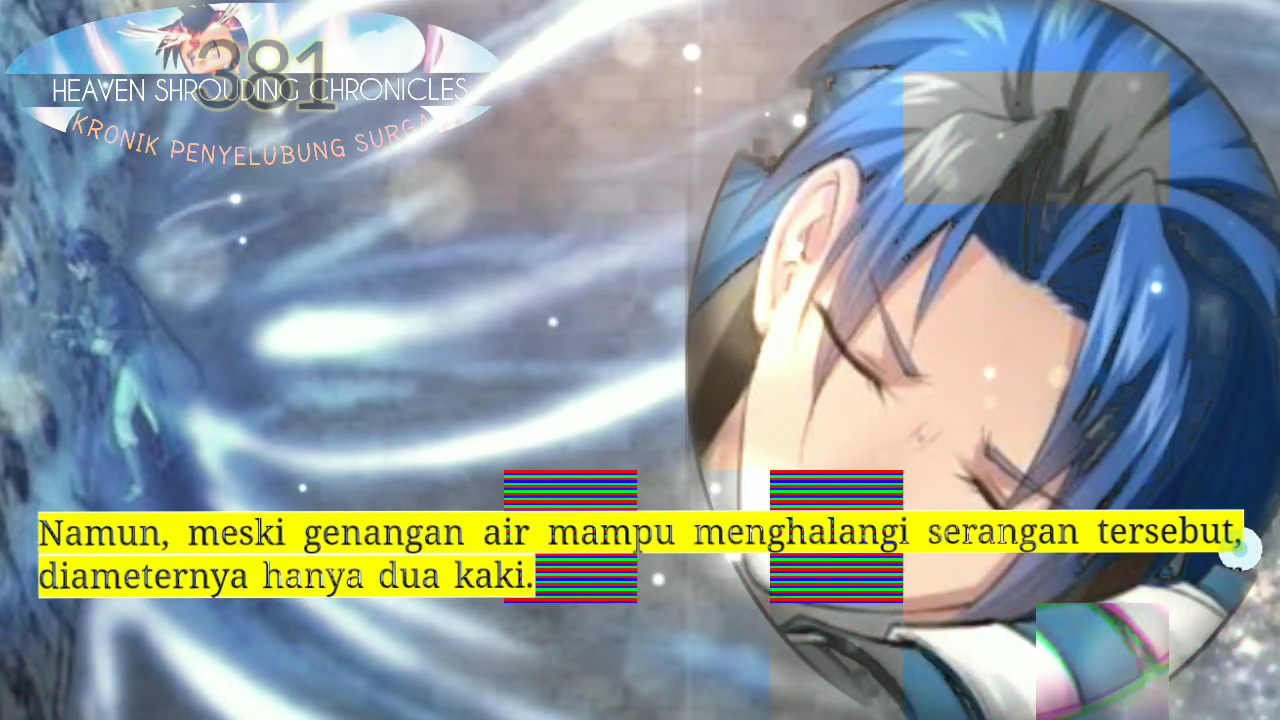 381
HEAVEN SHROUDING CHRONICLES
KRONIK PENYELUBUNG SURGA
Namun, meski genangan air mampu menghalangi serangan tersebut,
diameternya hanya dua kaki.